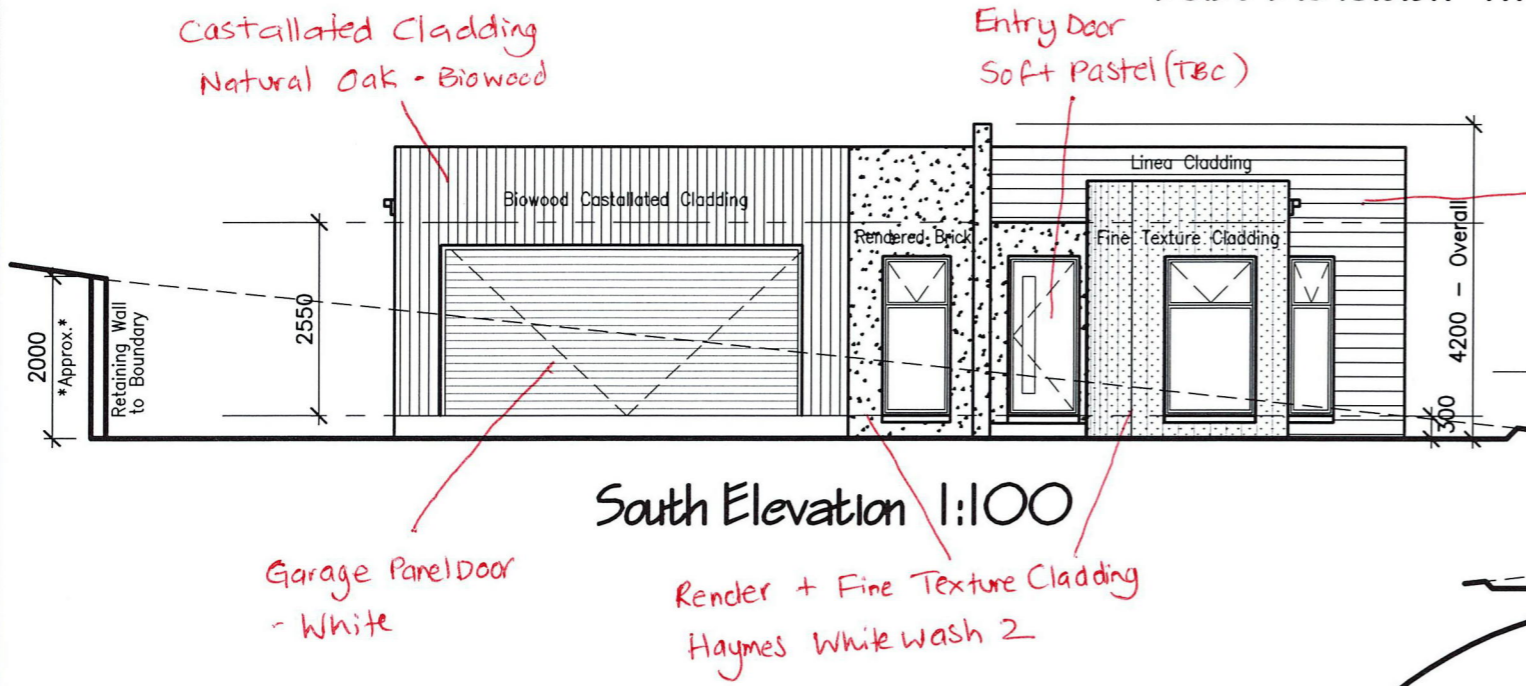 Castallated Cladding
Natural Oak - Biowood
Entry Door
Soft Pastel (TBC)
Linea Cladding
Biowood Castallated Cladding
Rendered Brick
Fine Texture Cladding
2000
*Approx.*
Retaining Wall
to Boundary
2550
4200 - Overall
300
South Elevation 1:100
Garage Panel Door
- White
Render + Fine Texture Cladding
Haymes White Wash 2